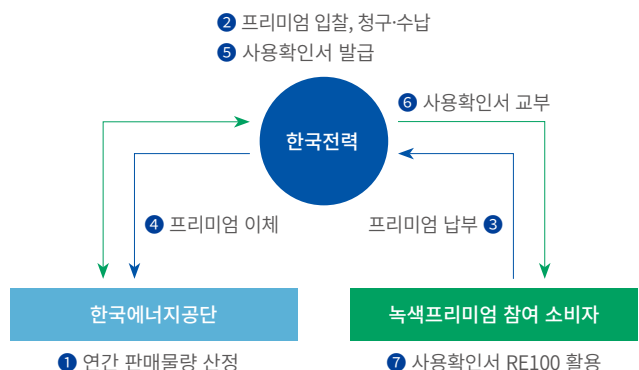 ❷ 프리미엄 입찰, 청구·수납
❺ 사용확인서 발급
❻ 사용확인서 교부
한국전력
❹ 프리미엄 이체
프리미엄 납부 ❸
한국에너지공단
녹색프리미엄 참여 소비자
❶ 연간 판매물량 산정
❼ 사용확인서 RE100 활용